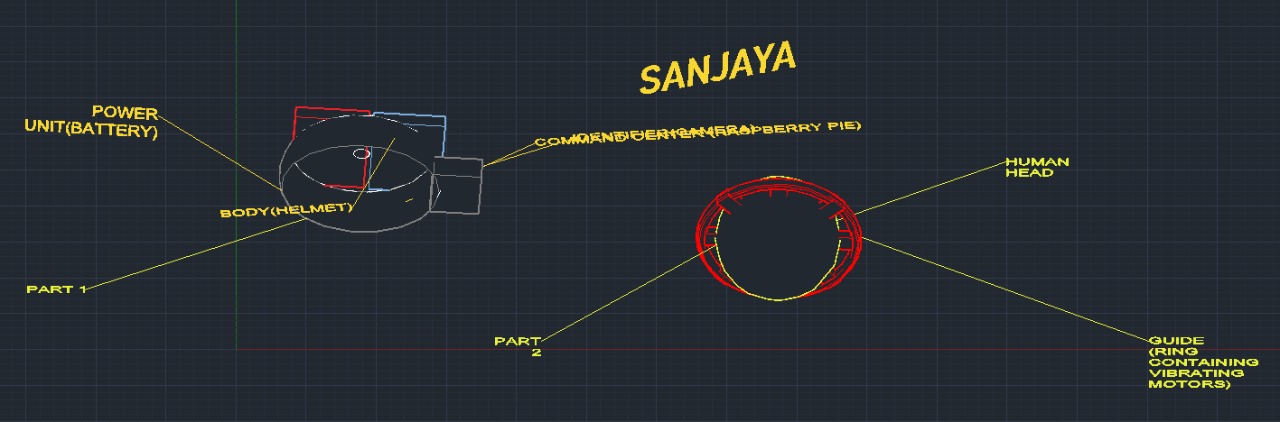 SANJAYA
POWER
UNIT(BATTERY)
IDENTIFIER(CAMERA)
COMMAND CENTER (RASPBERRY PIE)
BODY(HELMET)
PART 1
HUMAN
HEAD
PART
2
GUIDE
(RING
CONTAINING
VIBRATING
MOTORS)